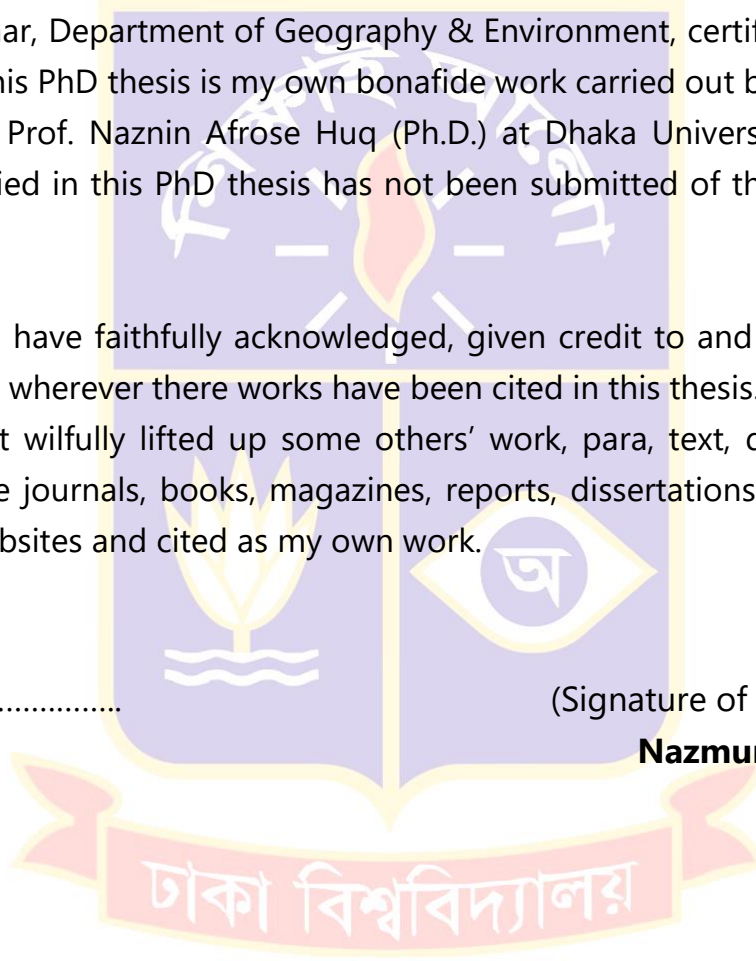 ar, Department of Geography & Environment, certif
his PhD thesis is my own bonafide work carried out b
Prof. Naznin Afrose Huq (Ph.D.) at Dhaka Univers
ied in this PhD thesis has not been submitted of th
শিক্ষাই আলো
have faithfully acknowledged, given credit to and
wherever there works have been cited in this thesis.
t wilfully lifted up some others’ work, para, text, d
e journals, books, magazines, reports, dissertations
bsites and cited as my own work.
অ
.............. (Signature of
Nazmur
ঢাকা বিশ্ববিদ্যালয়